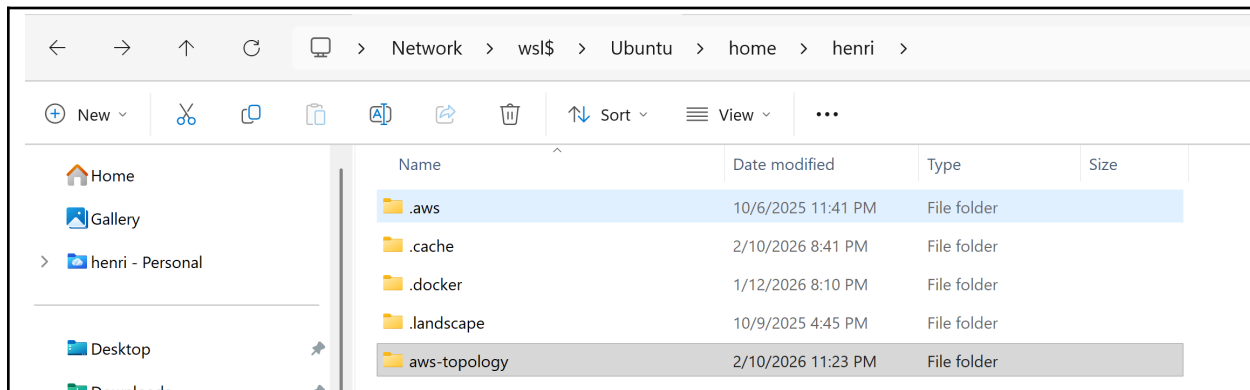 Network > wsl$ > Ubuntu > home > henri >
New Sort View
Name Date modified Type Size
Home
Gallery
henri - Personal
Desktop
Downloads
.aws 10/6/2025 11:41 PM File folder
.cache 2/10/2026 8:41 PM File folder
.docker 1/12/2026 8:10 PM File folder
.landscape 10/9/2025 4:45 PM File folder
aws-topology 2/10/2026 11:23 PM File folder